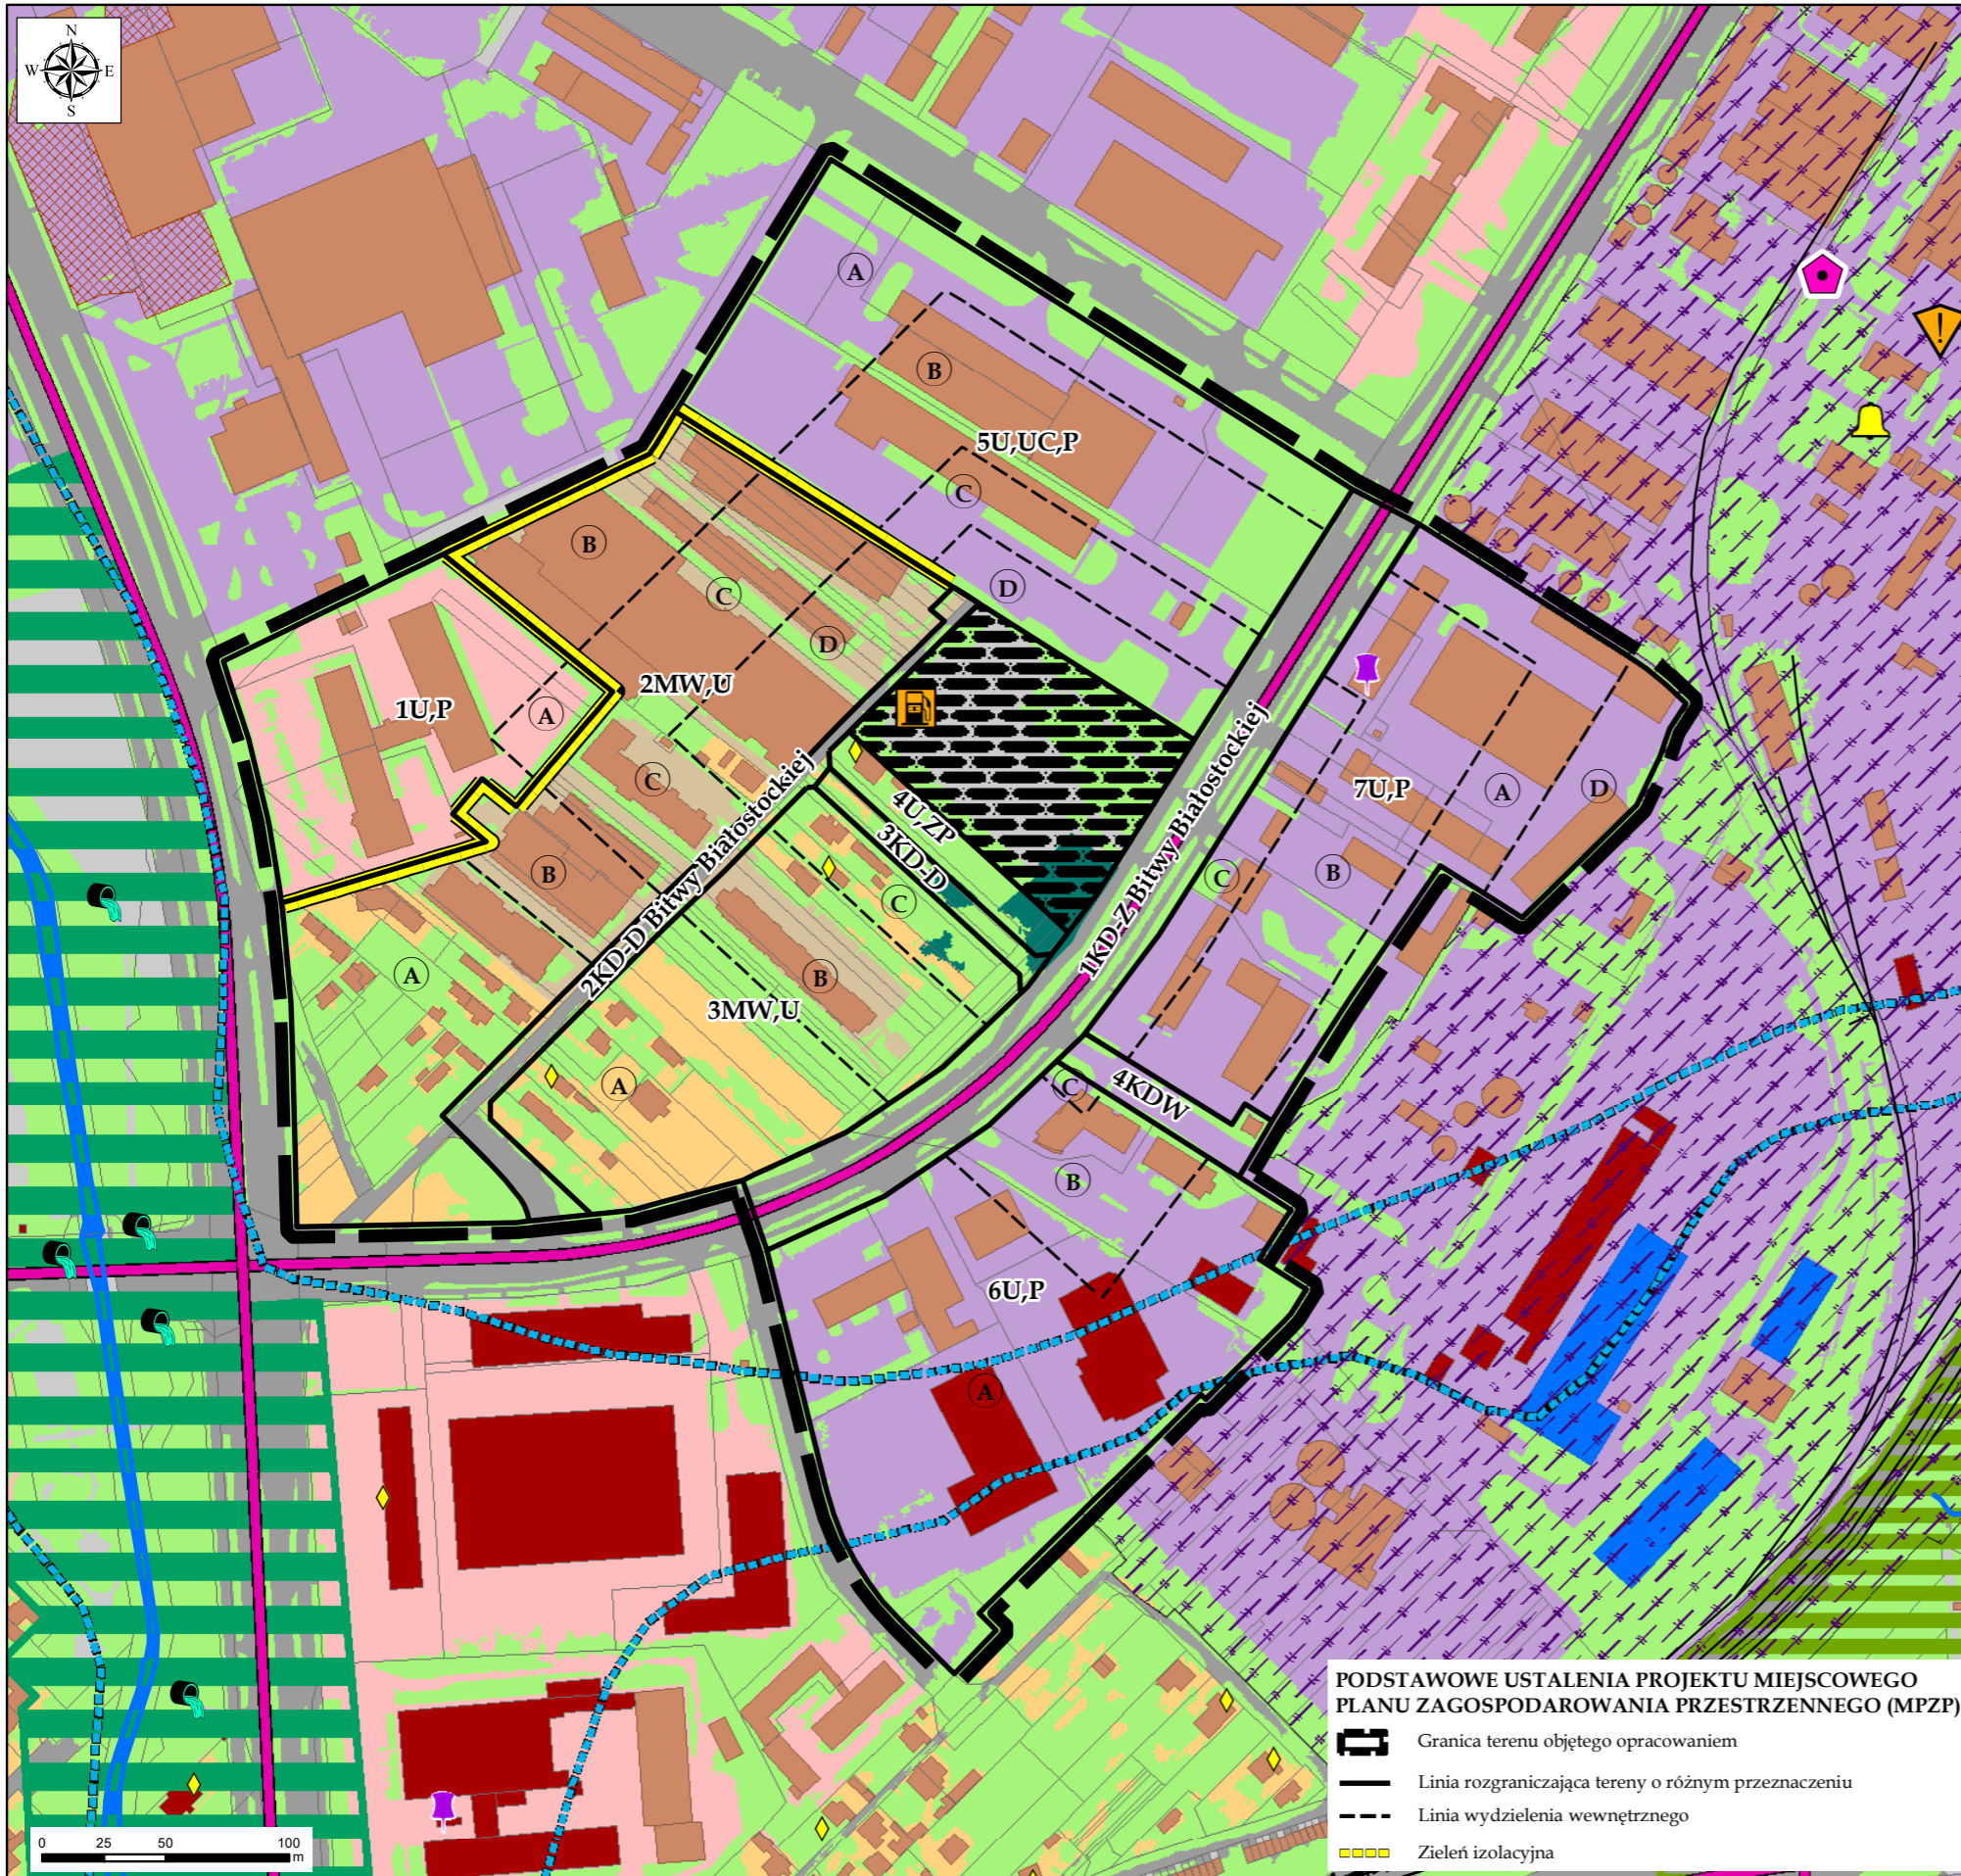 N
W E
S
A
B
5U,UC,P
C
B
D
C
D
2MW,U
1U,P
A
C
7U,P
A
D
4U,ZP
3KD-D
B
B
C
C
2KD-D Bitwy Białostockiej
1KD-Z Bitwy Białostockiej
A
B
3MW,U
A
C
4KDW
B
6U,P
A
PODSTAWOWE USTALENIA PROJEKTU MIEJSCOWEGO
PLANU ZAGOSPODAROWANIA PRZESTRZENNEGO (MPZP)
Granica terenu objętego opracowaniem
Linia rozgraniczająca tereny o różnym przeznaczeniu
Linia wydzielenia wewnętrznego
Zieleń izolacyjna
0 25 50 100
m